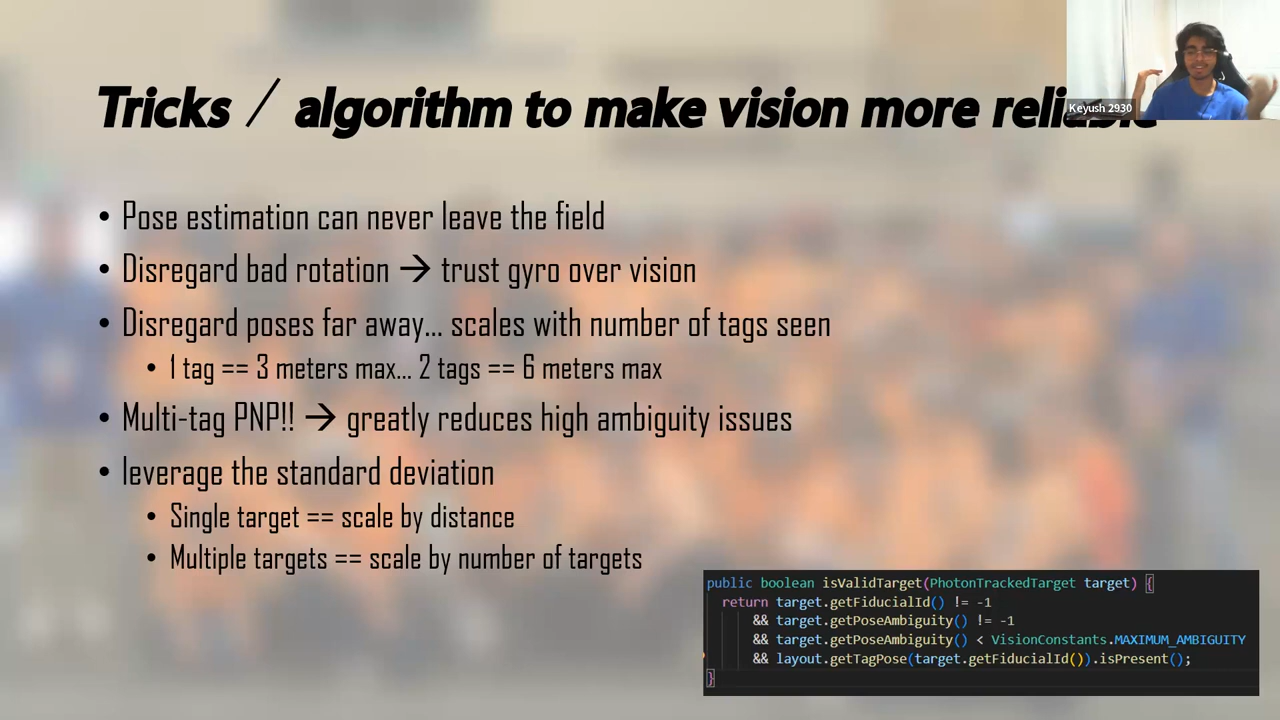 Tricks / algorithm to make vision more reliable
Keyush 2930
• Pose estimation can never leave the field
• Disregard bad rotation → trust gyro over vision
• Disregard poses far away... scales with number of tags seen
• 1 tag == 3 meters max... 2 tags == 6 meters max
• Multi-tag PNP!! → greatly reduces high ambiguity issues
• leverage the standard deviation
• Single target == scale by distance
• Multiple targets == scale by number of targets
public boolean isValidTarget(PhotonTrackedTarget target) {
return target.getFiducialId() != -1
&& target.getPoseAmbiguity() != -1
&& target.getPoseAmbiguity() < VisionConstants.MAXIMUM_AMBIGUITY
&& layout.getTagPose(target.getFiducialId()).isPresent();
}